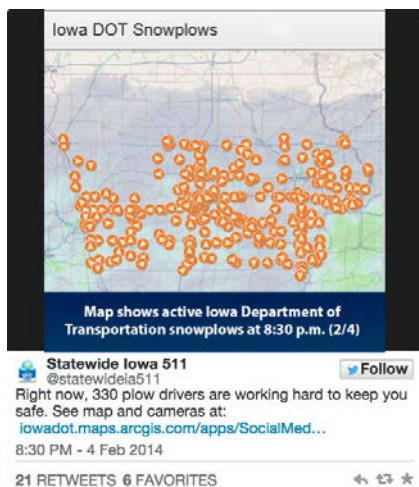 Iowa DOT Snowplows
Map shows active Iowa Department of
Transportation snowplows at 8:30 p.m. (2/4)
Statewide Iowa 511
@statewideIa511
Follow
Right now, 330 plow drivers are working hard to keep you
safe. See map and cameras at:
iowadot.maps.arcgis.com/apps/SocialMed...
8:30 PM - 4 Feb 2014
21 RETWEETS 6 FAVORITES